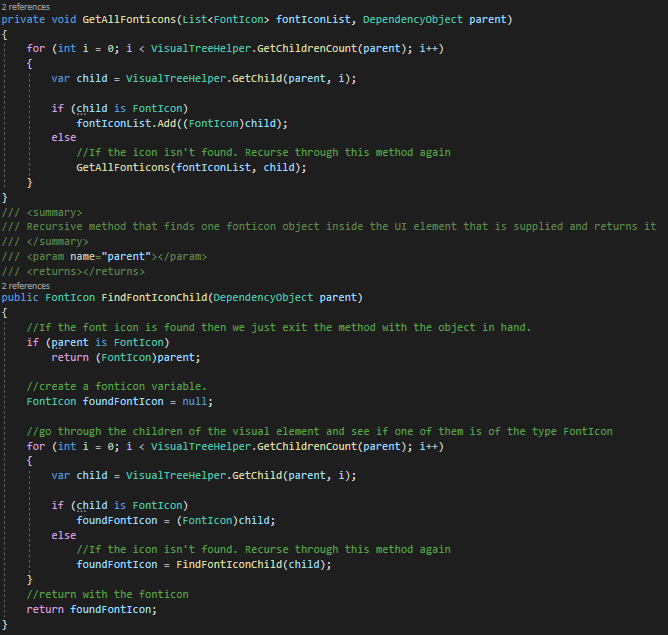 2 references
private void GetAllFonticons(List<FontIcon> fontIconList, DependencyObject parent)
{
for (int i = 0; i < VisualTreeHelper.GetChildrenCount(parent); i++)
{
var child = VisualTreeHelper.GetChild(parent, i);
if (child is FontIcon)
fontIconList.Add((FontIcon)child);
else
//If the icon isn't found. Recurse through this method again
GetAllFonticons(fontIconList, child);
}
}
/// <summary>
/// Recursive method that finds one fonticon object inside the UI element that is supplied and returns it
/// </summary>
/// <param name="parent"></param>
/// <returns></returns>
2 references
public FontIcon FindFontIconChild(DependencyObject parent)
{
//If the font icon is found then we just exit the method with the object in hand.
if (parent is FontIcon)
return (FontIcon)parent;
//create a fonticon variable.
FontIcon foundFontIcon = null;
//go through the children of the visual element and see if one of them is of the type FontIcon
for (int i = 0; i < VisualTreeHelper.GetChildrenCount(parent); i++)
{
var child = VisualTreeHelper.GetChild(parent, i);
if (child is FontIcon)
foundFontIcon = (FontIcon)child;
else
//If the icon isn't found. Recurse through this method again
foundFontIcon = FindFontIconChild(child);
}
//return with the fonticon
return foundFontIcon;
}